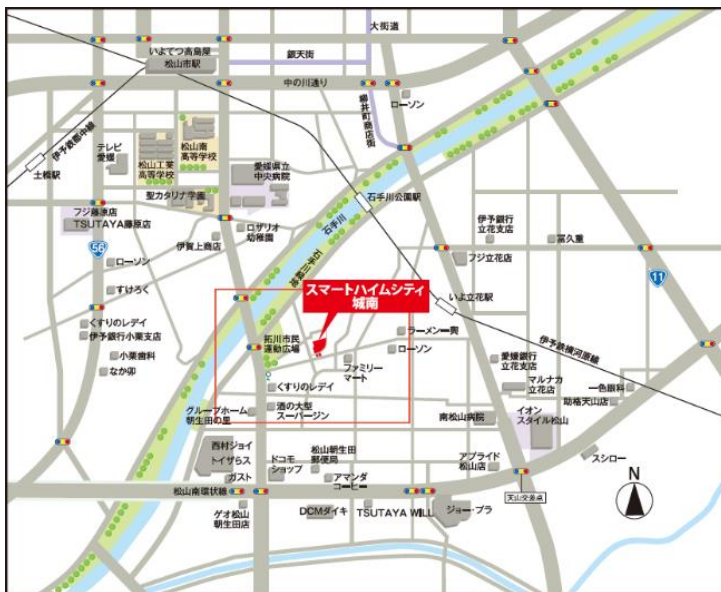 大街道
いよてつ高島屋
松山市駅
銀天街
中の川通り
ローソン
柳井町商店街
伊予鉄郡中線
土橋駅
テレビ
愛媛
松山工業
高等学校
松山南
高等学校
愛媛県立
中央病院
聖カタリナ学園
石手川公園駅
石手川
石手川緑地
フジ藤原店
TSUTAYA藤原店
伊賀上商店
ロザリオ
幼稚園
伊予銀行
立花支店
富久重
フジ立花店
56
11
ローソン
すけろく
スマートハイムシティ
城南
いよ立花駅
伊予鉄横河原線
くすりのレデイ
伊予銀行小栗支店
小栗歯科
なか卯
拓川市民
運動広場
ラーメン一興
ローソン
ファミリー
マート
愛媛銀行
立花支店
マルナカ
立花店
一色眼科
助格天山店
くすりのレデイ
酒の大型
スーパージン
グループホーム
朝生田の里
南松山病院
イオン
スタイル松山
スシロー
西村ジョイ
トイザらス
ガスト
ドコモ
ショップ
松山朝生田
郵便局
アマンダ
コーヒー
アプライド
松山店
天山交差点
N
松山南環状線
ゲオ松山
朝生田店
DCMダイキ
TSUTAYA WILL
ジョー・プラ